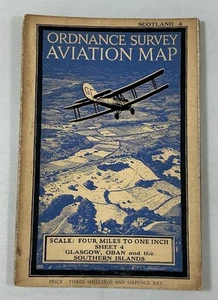 SCOTLAND 4
ORDNANCE SURVEY
AVIATION MAP
SCALE: FOUR MILES TO ONE INCH
SHEET 4
GLASGOW, OBAN and the
SOUTHERN ISLANDS
PRICE - THREE SHILLINGS AND SIXPENCE NET.